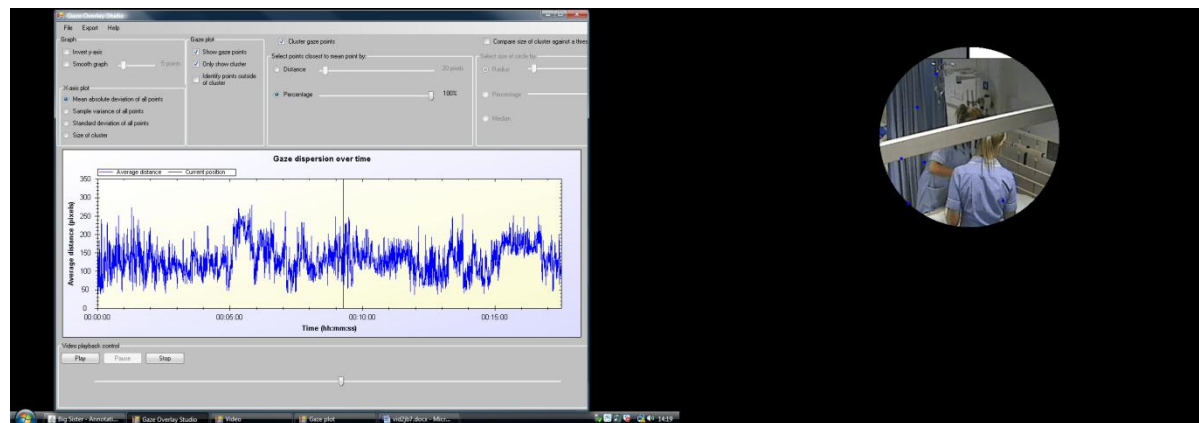 Gaze Overlay Studio
File Export Help
Graph
Invert y-axis
Smooth graph 5 points
X-axis plot
Mean absolute deviation of all points
Sample variance of all points
Standard deviation of all points
Size of cluster
Gaze plot
Show gaze points
Only show cluster
Identify points outside
of cluster
Cluster gaze points
Select points closest to mean point by:
Distance 20 pixels
Percentage 100%
Compare size of cluster against a thres
Select size of circle by:
Radius
Percentage
Median
Gaze dispersion over time
Average distance Current position
Average distance (pixels)
350
300
250
200
150
100
50
0
00:00:00 00:05:00 00:10:00 00:15:00
Time (hh:mm:ss)
Video playback control
Play Pause Stop
Big Sister - Annotati... Gaze Overlay Studio Video Gaze plot vid2jb7.docx - Micr... 14:19